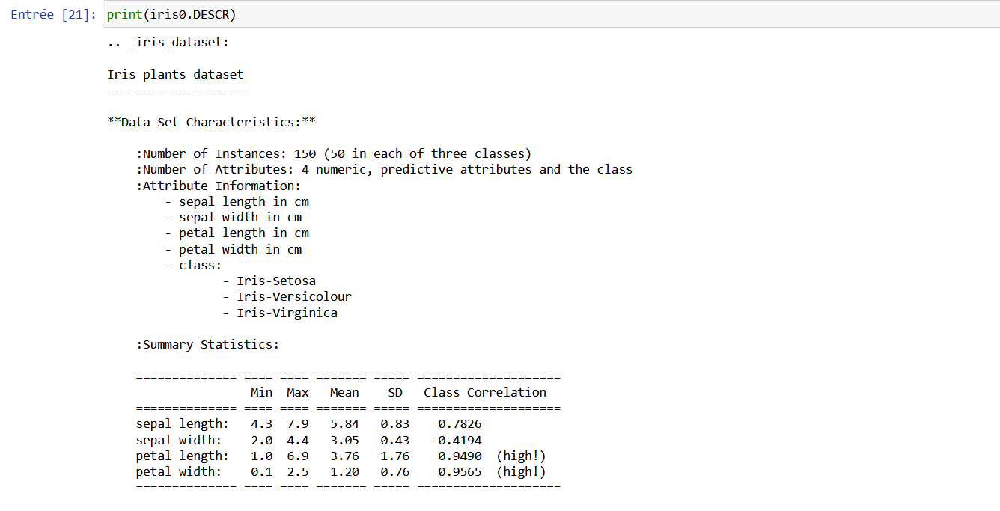 Entrée [21]: print(iris0.DESCR)
.. _iris_dataset:
Iris plants dataset
--------------------
**Data Set Characteristics:**
:Number of Instances: 150 (50 in each of three classes)
:Number of Attributes: 4 numeric, predictive attributes and the class
:Attribute Information:
- sepal length in cm
- sepal width in cm
- petal length in cm
- petal width in cm
- class:
- Iris-Setosa
- Iris-Versicolour
- Iris-Virginica
:Summary Statistics:
============== ==== ==== ======= ===== ====================
Min Max Mean SD Class Correlation
============== ==== ==== ======= ===== ====================
sepal length: 4.3 7.9 5.84 0.83 0.7826
sepal width: 2.0 4.4 3.05 0.43 -0.4194
petal length: 1.0 6.9 3.76 1.76 0.9490 (high!)
petal width: 0.1 2.5 1.20 0.76 0.9565 (high!)
============== ==== ==== ======= ===== ====================